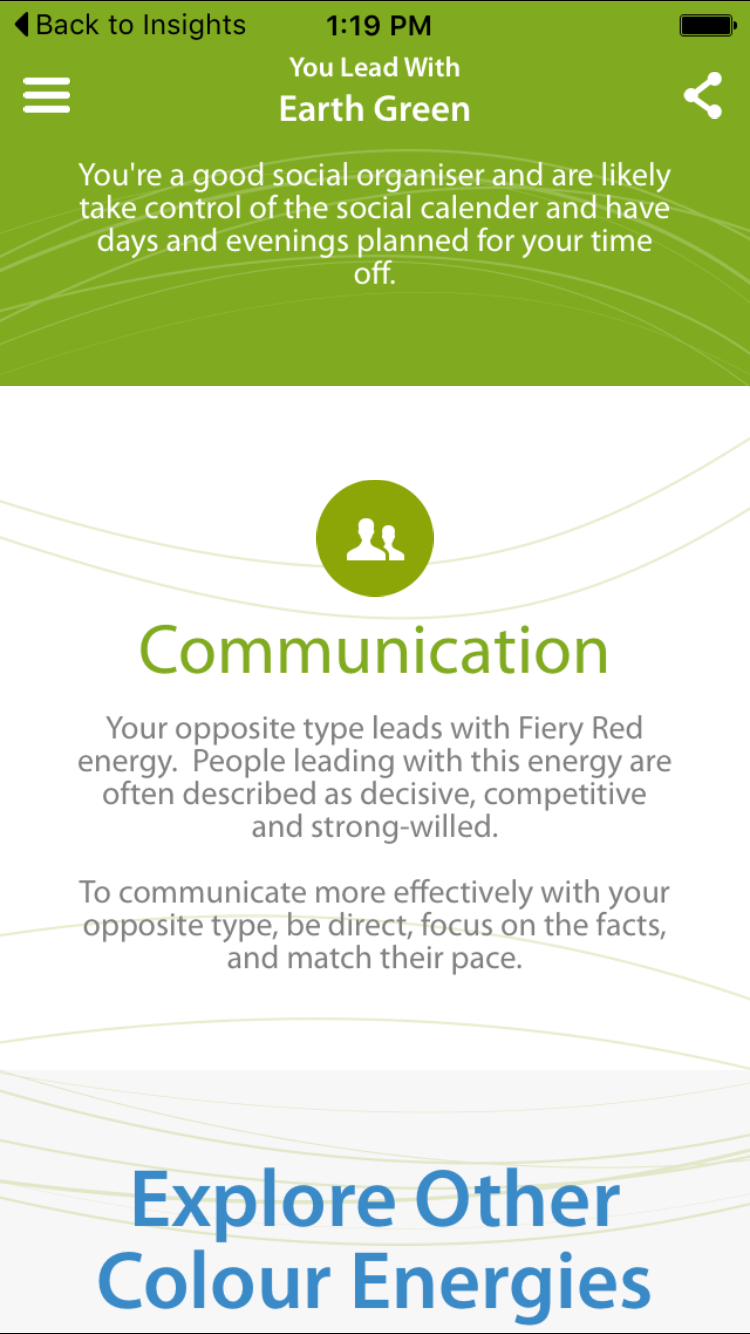 Back to Insights 1:19 PM
You Lead With
Earth Green
You're a good social organiser and are likely
take control of the social calender and have
days and evenings planned for your time
off.
Communication
Your opposite type leads with Fiery Red
energy.  People leading with this energy are
often described as decisive, competitive
and strong-willed.
To communicate more effectively with your
opposite type, be direct, focus on the facts,
and match their pace.
Explore Other
Colour Energies